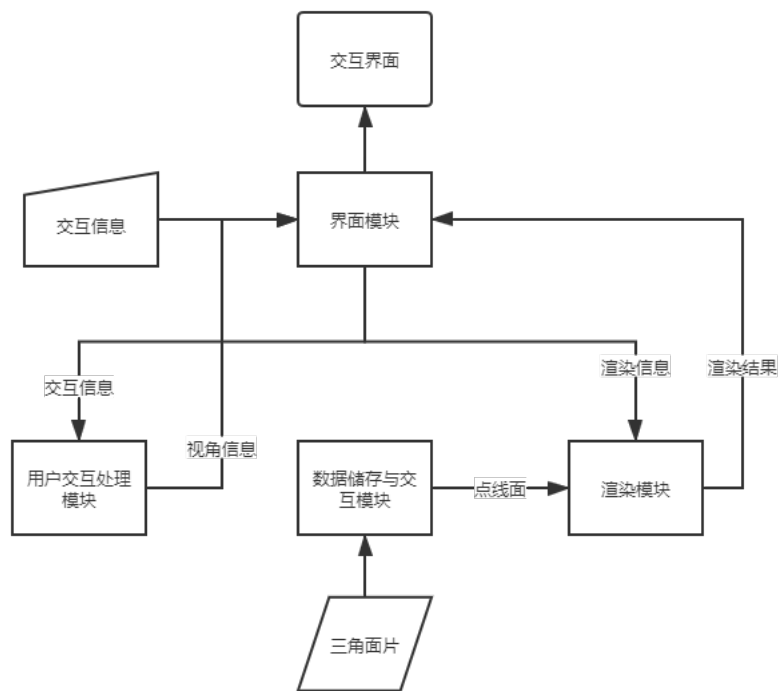 交互界面
交互信息
界面模块
交互信息
渲染信息
渲染结果
视角信息
用户交互处理
模块
数据储存与交
互模块
点线面
渲染模块
三角面片